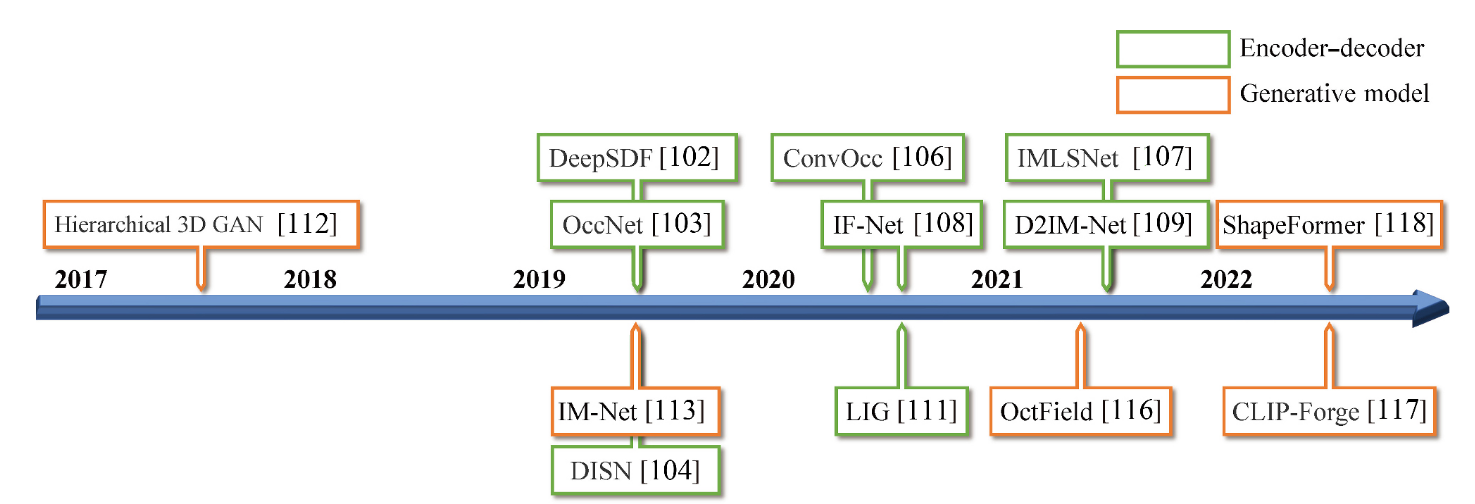 Encoder–decoder
Generative model
DeepSDF [102]
ConvOcc [106]
IMLSNet [107]
Hierarchical 3D GAN [112]
OccNet [103]
IF-Net [108]
D2IM-Net [109]
ShapeFormer [118]
2017
2018
2019
2020
2021
2022
IM-Net [113]
LIG [111]
OctField [116]
CLIP-Forge [117]
DISN [104]